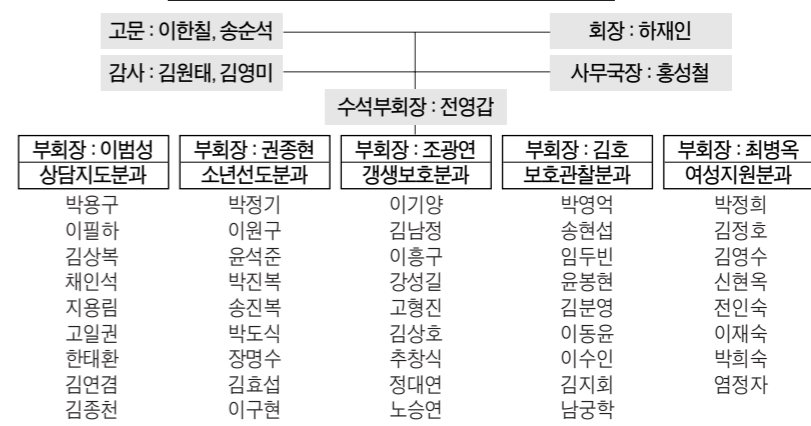 고문 : 이한칠, 송순석
회장 : 하재인
감사 : 김원태, 김영미
사무국장 : 홍성철
수석부회장 : 전영갑
부회장 : 이범성
상담지도분과
박용구
이필하
김상복
채인석
지용림
고일권
한태환
김연겸
김종천
부회장 : 권종현
소년선도분과
박정기
이원구
윤석준
박진복
송진복
박도식
장명수
김효섭
이구현
부회장 : 조광연
갱생보호분과
이기양
김남정
이흥구
강성길
고형진
김상호
추창식
정대연
노승연
부회장 : 김호
보호관찰분과
박영억
송현섭
임두빈
윤봉현
김분영
이동윤
이수인
김지회
남궁학
부회장 : 최병옥
여성지원분과
박정희
김정호
김영수
신현옥
전인숙
이재숙
박희숙
염정자